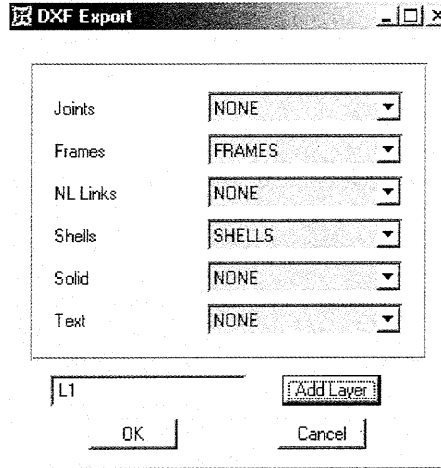 DXF Export
Joints NONE
Frames FRAMES
NL Links NONE
Shells SHELLS
Solid NONE
Text NONE
L1 Add Layer
OK Cancel